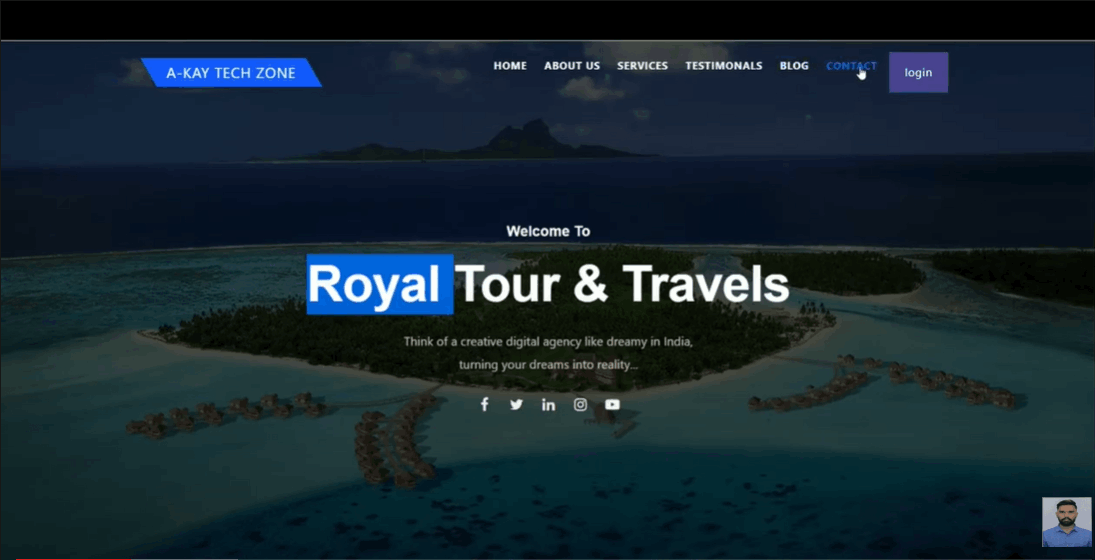 A-KAY TECH ZONE
HOME ABOUT US SERVICES TESTIMONALS BLOG CONTACT login
Welcome To
Royal Tour & Travels
Think of a creative digital agency like dreamy in India,
turning your dreams into reality...